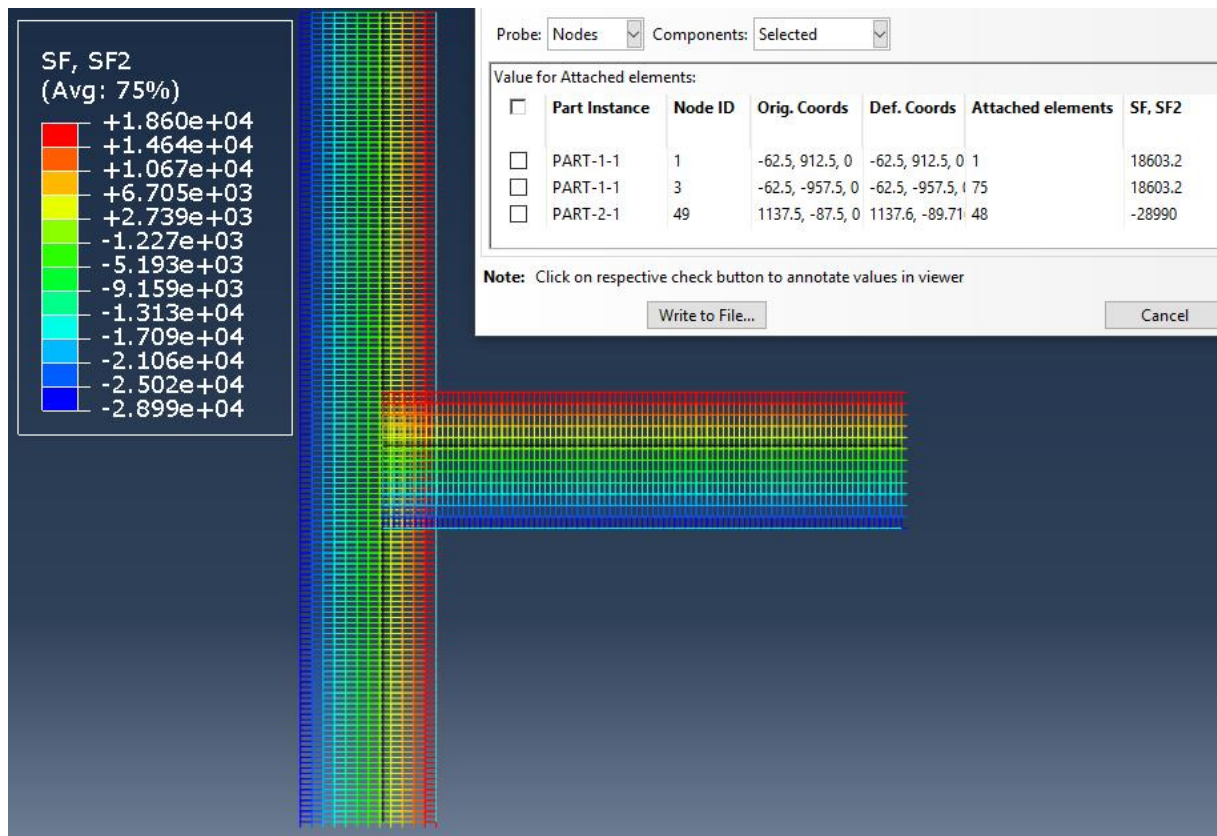 SF, SF2
(Avg: 75%)
+1.860e+04
+1.464e+04
+1.067e+04
+6.705e+03
+2.739e+03
-1.227e+03
-5.193e+03
-9.159e+03
-1.313e+04
-1.709e+04
-2.106e+04
-2.502e+04
-2.899e+04
Probe: Nodes Components: Selected
Value for Attached elements:
Part Instance Node ID Orig. Coords Def. Coords Attached elements SF, SF2
PART-1-1 1 -62.5, 912.5, 0 -62.5, 912.5, 0 1 18603.2
PART-1-1 3 -62.5, -957.5, 0 -62.5, -957.5, ( 75 18603.2
PART-2-1 49 1137.5, -87.5, 0 1137.6, -89.71 48 -28990
Note: Click on respective check button to annotate values in viewer
Write to File... Cancel